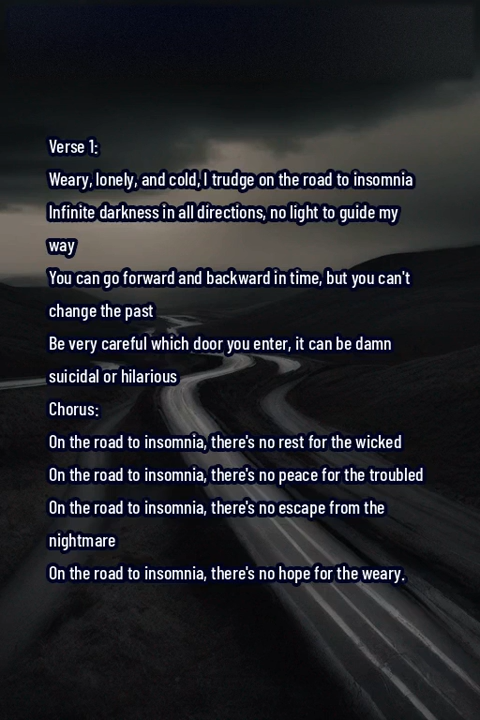 Verse 1:
Weary, lonely, and cold, I trudge on the road to insomnia
Infinite darkness in all directions, no light to guide my
way
You can go forward and backward in time, but you can't
change the past
Be very careful which door you enter, it can be damn
suicidal or hilarious
Chorus:
On the road to insomnia, there's no rest for the wicked
On the road to insomnia, there's no peace for the troubled
On the road to insomnia, there's no escape from the
nightmare
On the road to insomnia, there's no hope for the weary.